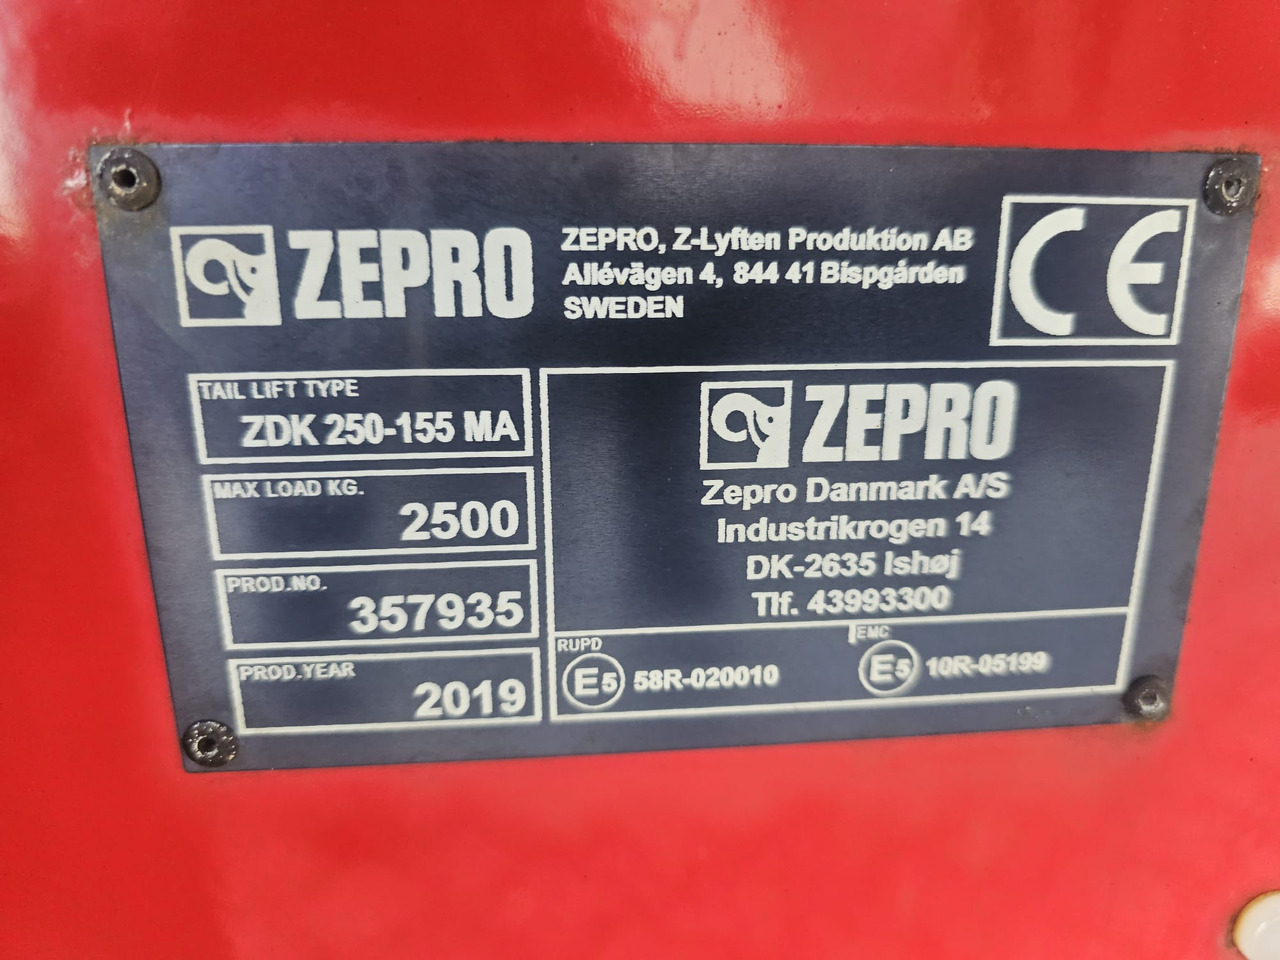 ZEPRO
ZEPRO, Z-Lyften Produktion AB
Allévägen 4, 844 41 Bispgården
SWEDEN
CE
TAIL LIFT TYPE
ZDK 250-155 MA
MAX LOAD KG.
2500
PROD.NO.
357935
PROD.YEAR
2019
ZEPRO
Zepro Danmark A/S
Industrikrogen 14
DK-2635 Ishøj
Tlf. 43993300
RUPD
E5 58R-020010
EMC
E5 10R-05199